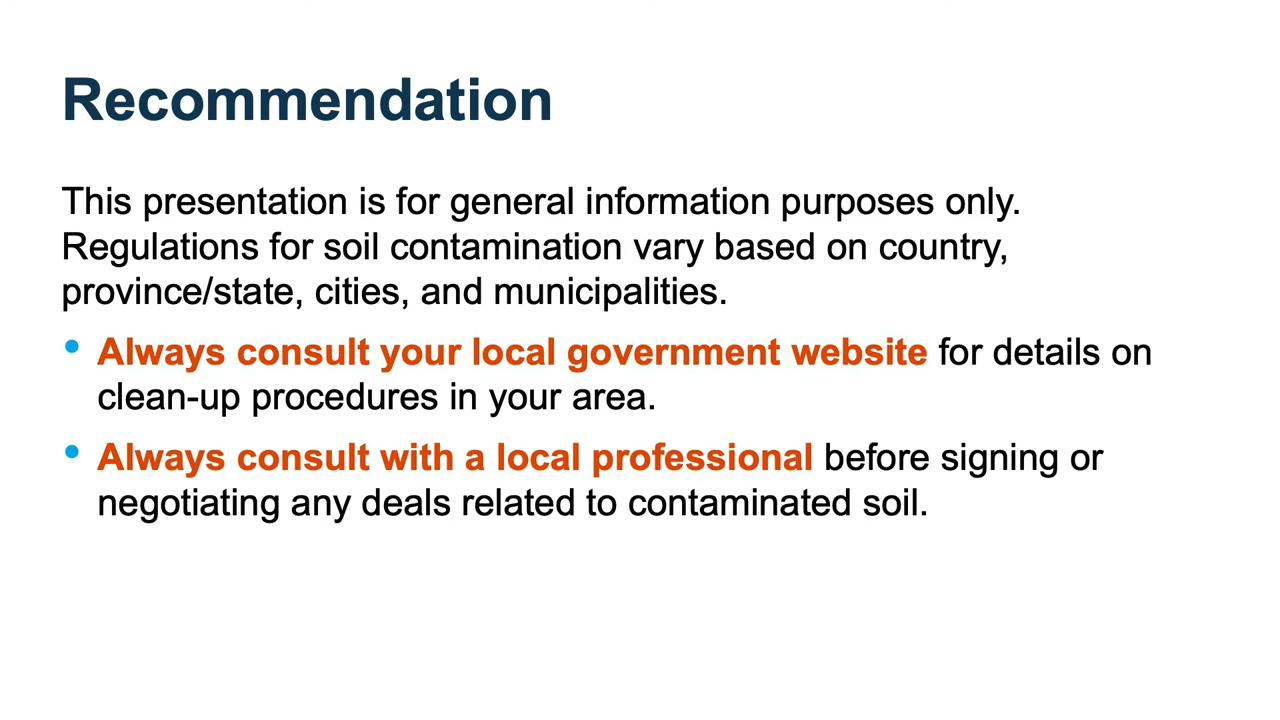 Recommendation
This presentation is for general information purposes only.
Regulations for soil contamination vary based on country,
province/state, cities, and municipalities.
• Always consult your local government website for details on
clean-up procedures in your area.
• Always consult with a local professional before signing or
negotiating any deals related to contaminated soil.